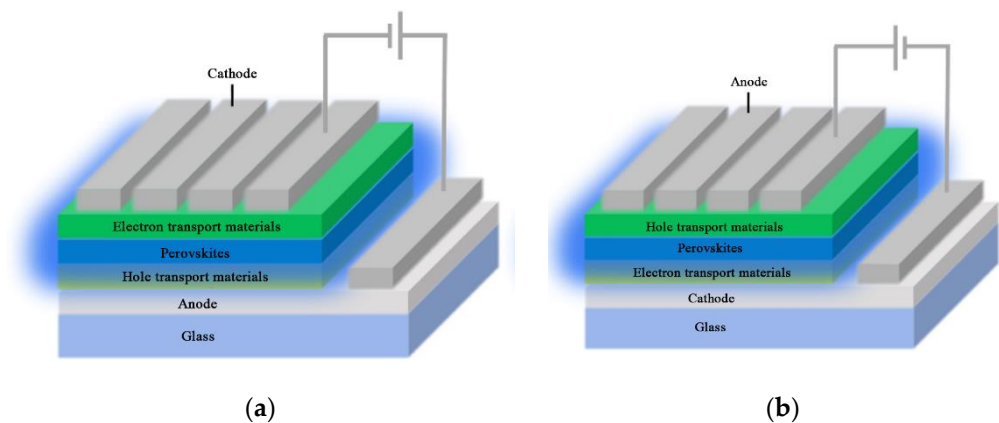 Cathode
Electron transport materials
Perovskites
Hole transport materials
Anode
Glass
(a)
Anode
Hole transport materials
Perovskites
Electron transport materials
Cathode
Glass
(b)